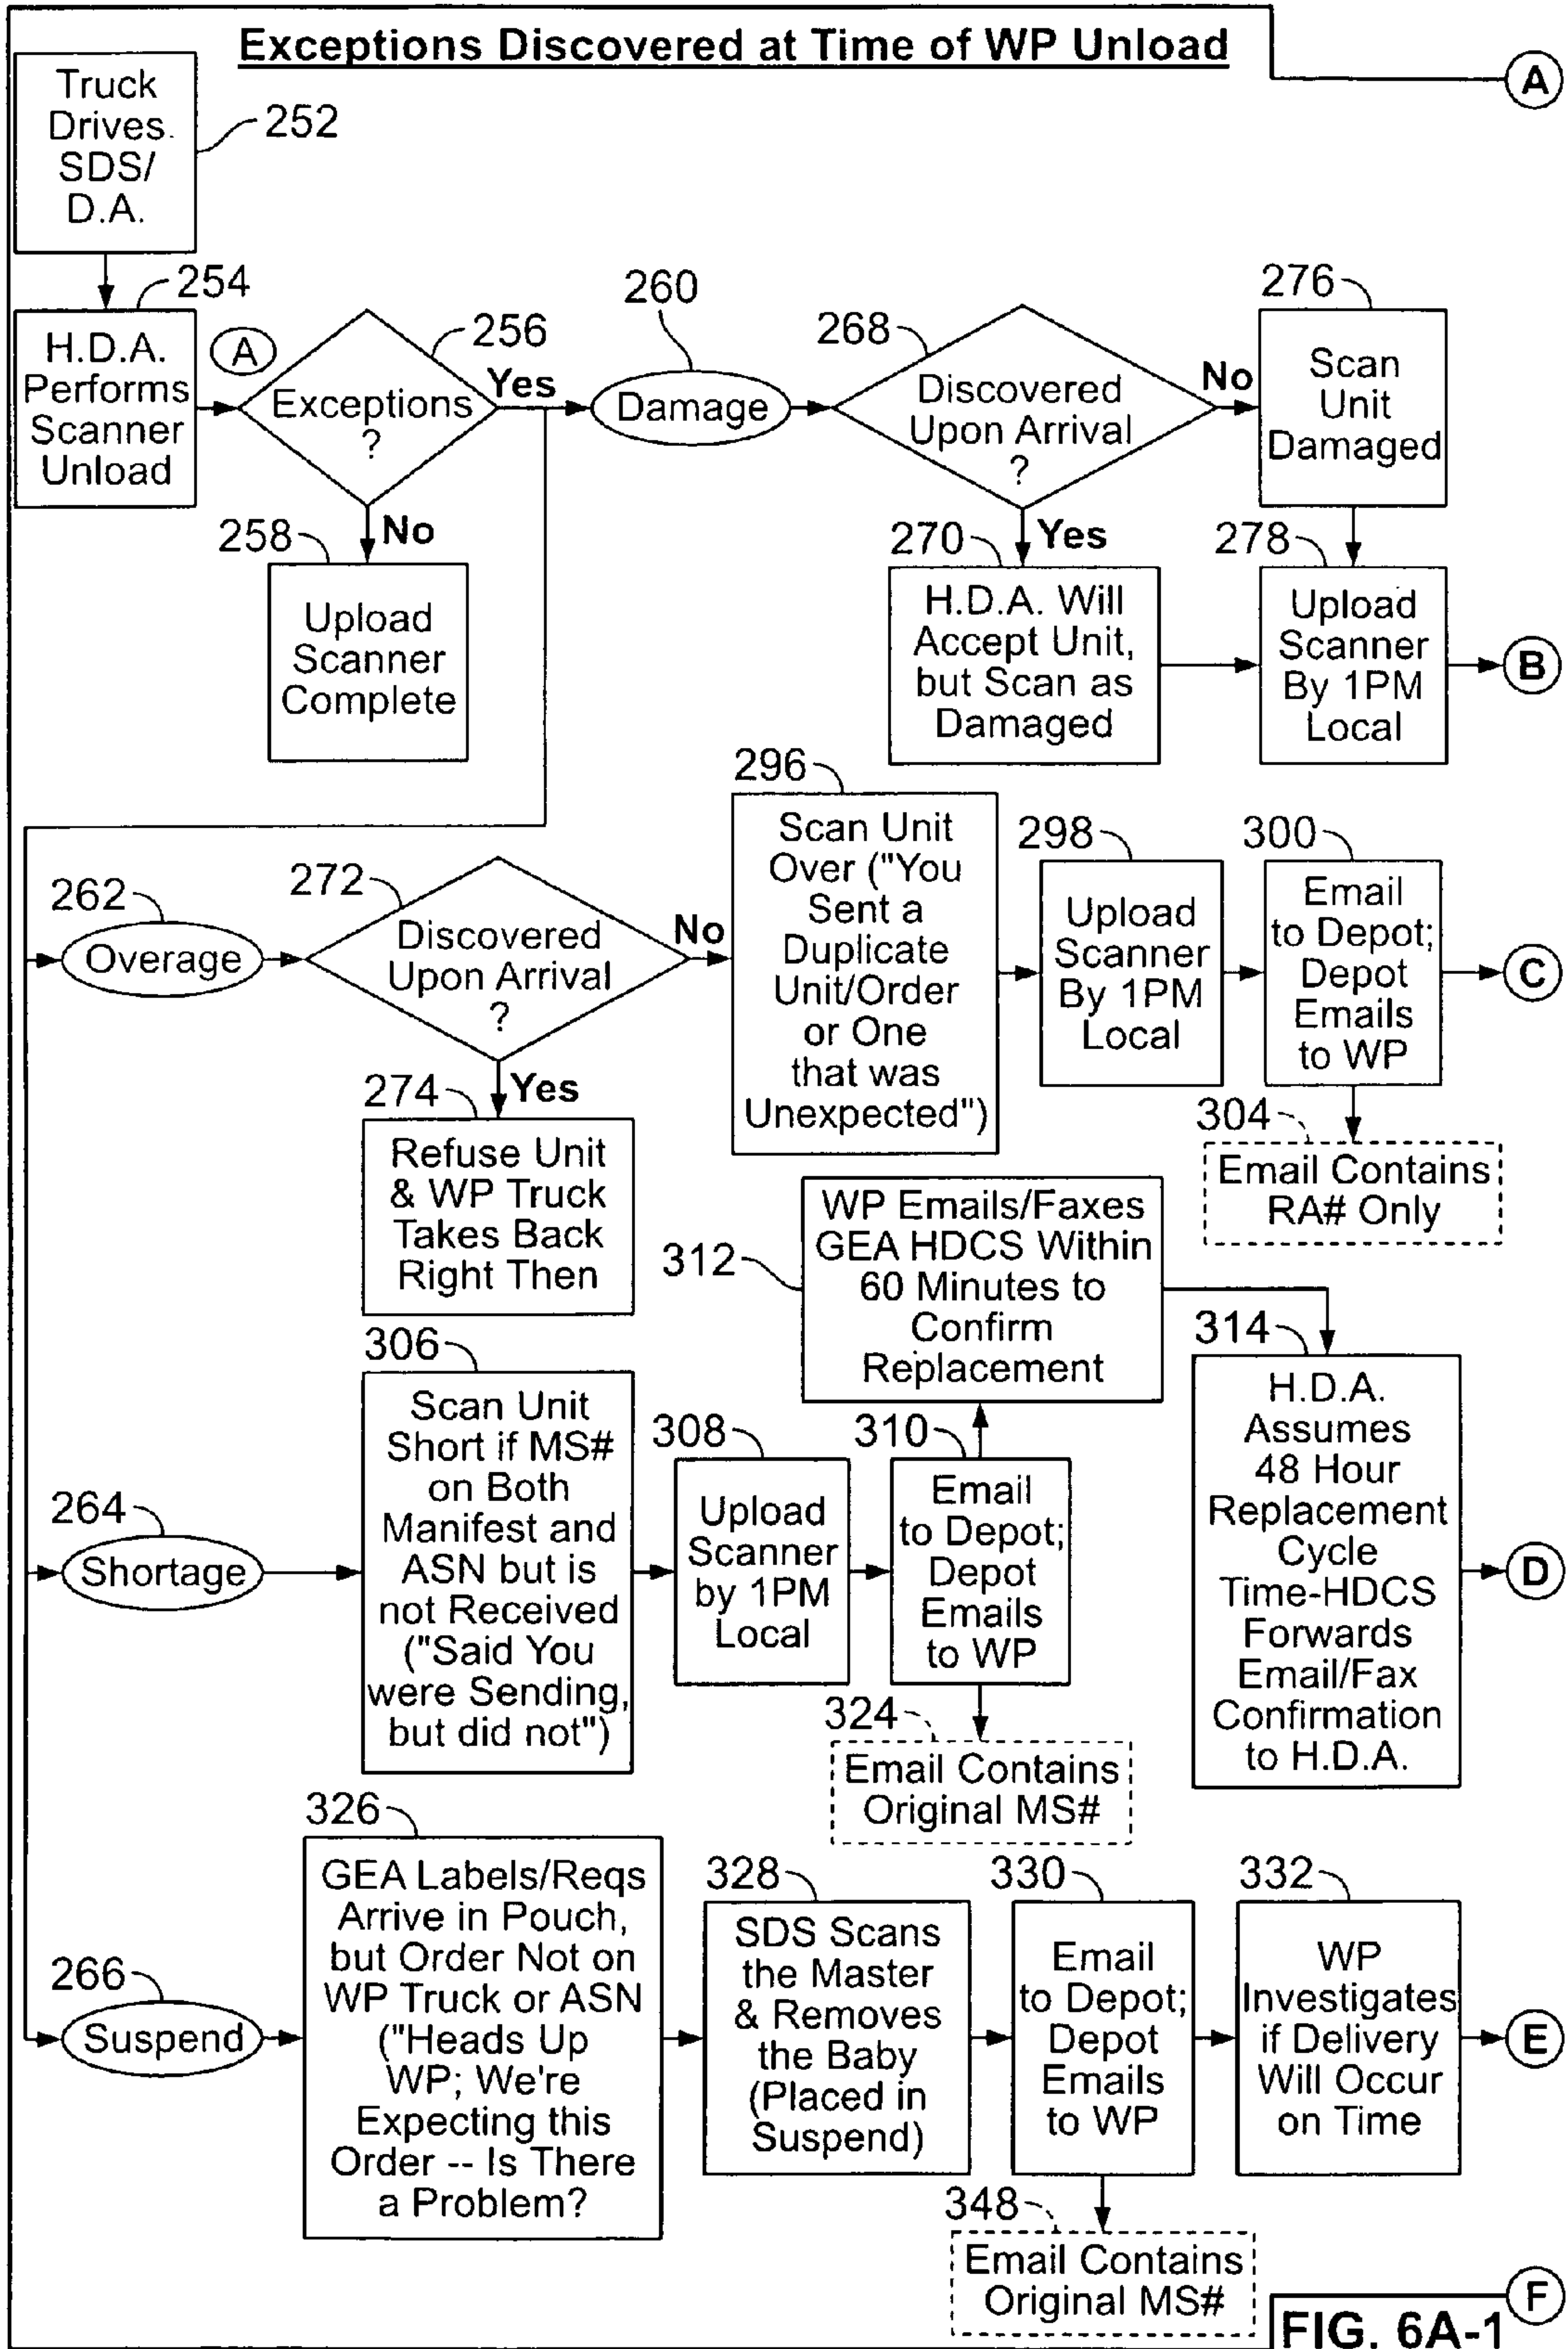 Exceptions Discovered at Time of WP Unload
A
Truck
Drives.
SDS/
D.A.
252
254
H.D.A.
Performs
Scanner
Unload
A
256
Exceptions
?
Yes
No
258
Upload
Scanner
Complete
260
Damage
268
Discovered
Upon Arrival
?
No
Yes
276
Scan
Unit
Damaged
270
H.D.A. Will
Accept Unit,
but Scan as
Damaged
278
Upload
Scanner
By 1PM
Local
B
262
Overage
272
Discovered
Upon Arrival
?
No
Yes
274
Refuse Unit
& WP Truck
Takes Back
Right Then
296
Scan Unit
Over ("You
Sent a
Duplicate
Unit/Order
or One
that was
Unexpected")
298
Upload
Scanner
By 1PM
Local
300
Email
to Depot;
Depot
Emails
to WP
C
304
Email Contains
RA# Only
264
Shortage
306
Scan Unit
Short if MS#
on Both
Manifest and
ASN but is
not Received
("Said You
were Sending,
but did not")
308
Upload
Scanner
by 1PM
Local
310
Email
to Depot;
Depot
Emails
to WP
312
WP Emails/Faxes
GEA HDCS Within
60 Minutes to
Confirm
Replacement
314
H.D.A.
Assumes
48 Hour
Replacement
Cycle
Time-HDCS
Forwards
Email/Fax
Confirmation
to H.D.A.
D
324
Email Contains
Original MS#
266
Suspend
326
GEA Labels/Reqs
Arrive in Pouch,
but Order Not on
WP Truck or ASN
("Heads Up
WP; We're
Expecting this
Order -- Is There
a Problem?
328
SDS Scans
the Master
& Removes
the Baby
(Placed in
Suspend)
330
Email
to Depot;
Depot
Emails
to WP
332
WP
Investigates
if Delivery
Will Occur
on Time
E
348
Email Contains
Original MS#
F
FIG. 6A-1